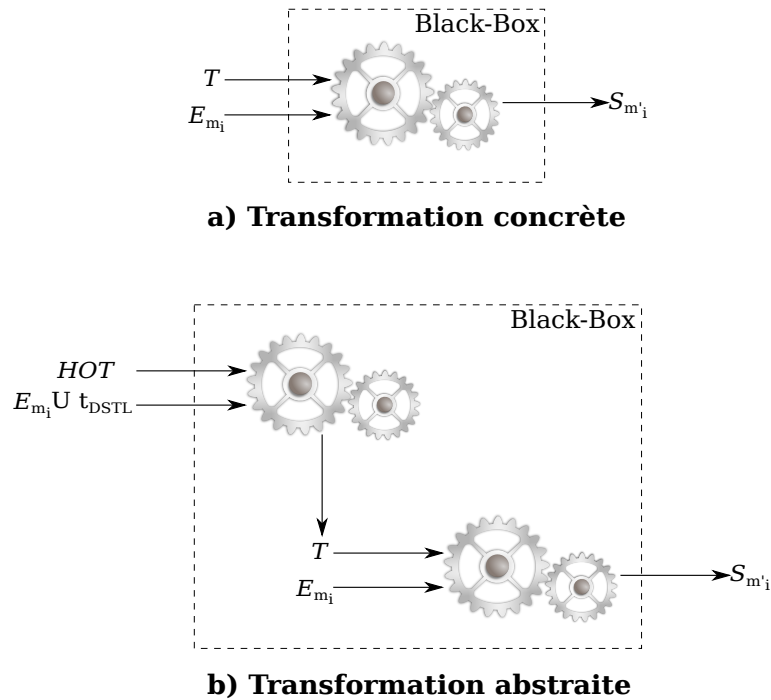 Black-Box
T
E_{m_i}
S_{m'_i}
a) Transformation concrète
Black-Box
HOT
E_{m_i} U t_{DSTL}
T
E_{m_i}
S_{m'_i}
b) Transformation abstraite